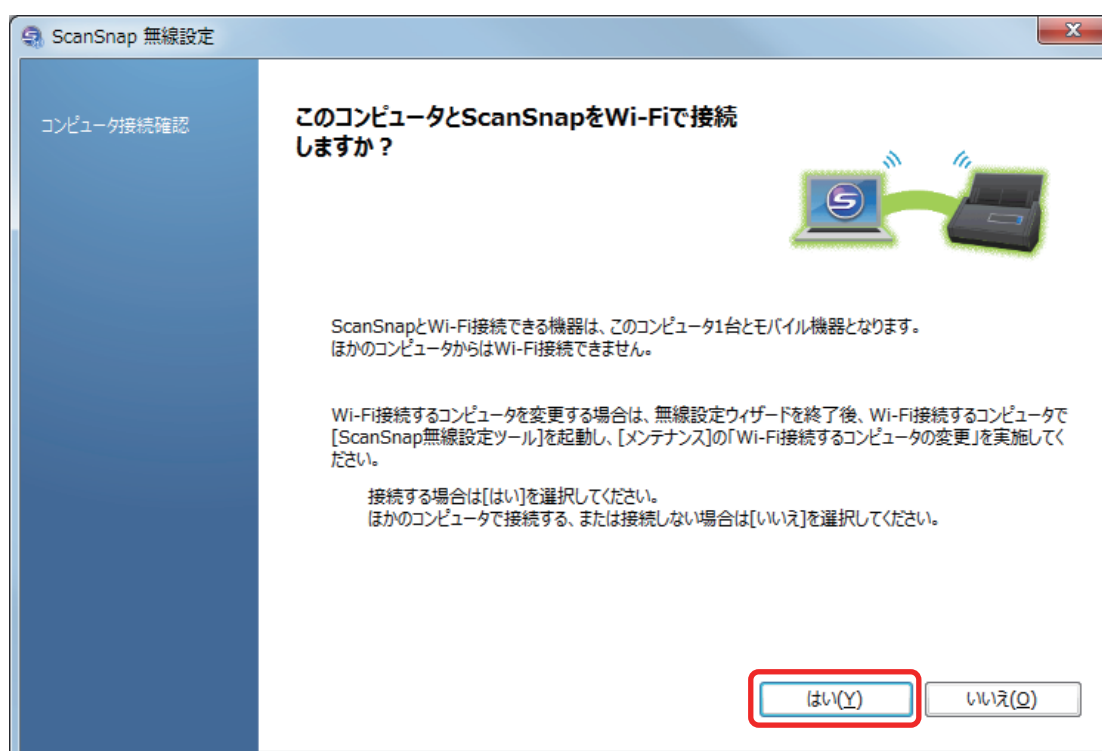 ScanSnap 無線設定
コンピュータ接続確認
このコンピュータとScanSnapをWi-Fiで接続
しますか？
ScanSnapとWi-Fi接続できる機器は、このコンピュータ1台とモバイル機器となります。
ほかのコンピュータからはWi-Fi接続できません。
Wi-Fi接続するコンピュータを変更する場合は、無線設定ウィザードを終了後、Wi-Fi接続するコンピュータで
[ScanSnap無線設定ツール]を起動し、[メンテナンス]の「Wi-Fi接続するコンピュータの変更」を実施してく
ださい。
接続する場合は[はい]を選択してください。
ほかのコンピュータで接続する、または接続しない場合は[いいえ]を選択してください。
はい(Y) いいえ(O)